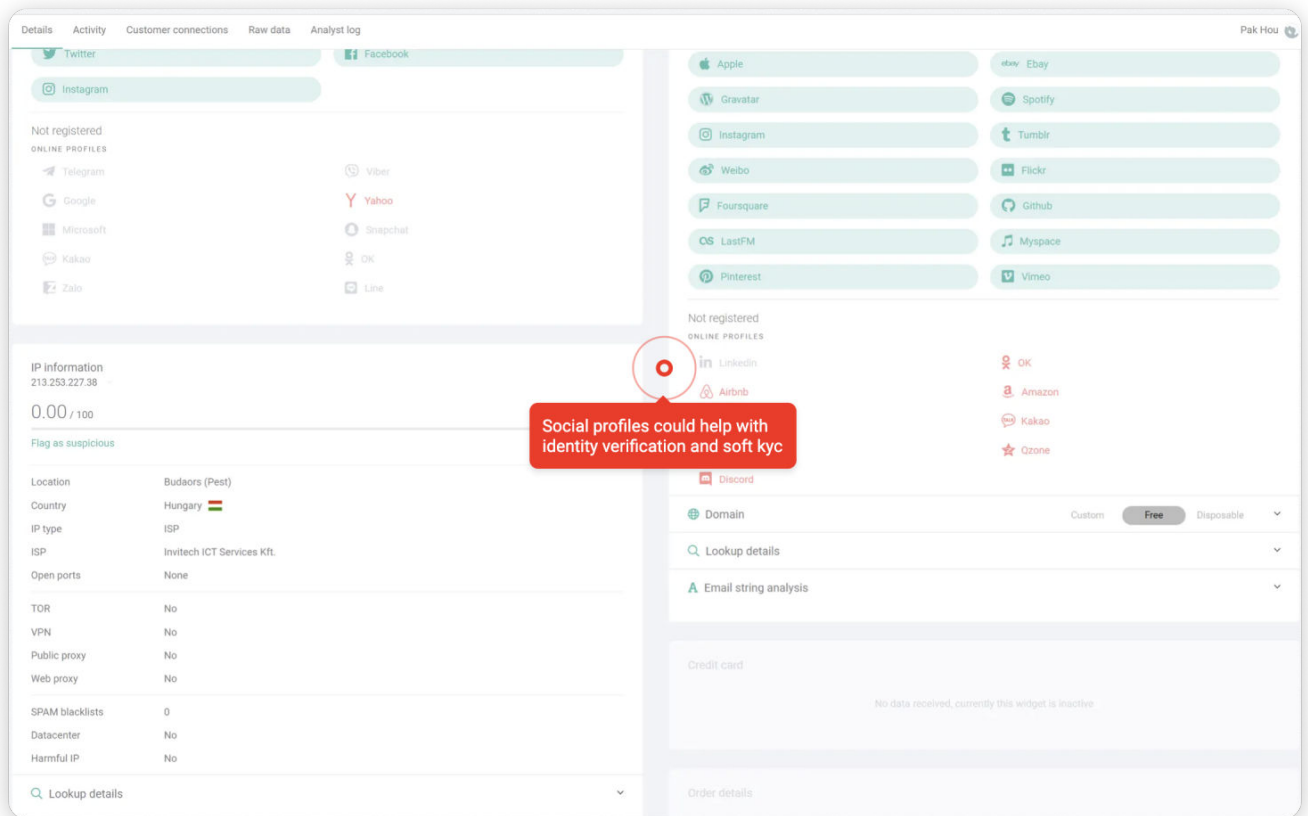 Details Activity Customer connections Raw data Analyst log Pak Hou
Twitter Facebook
Instagram
Not registered
ONLINE PROFILES
Telegram Viber
Google Yahoo
Microsoft Snapchat
Kakao OK
Zalo Line
IP information
213.253.227.38
0.00 / 100
Flag as suspicious
Location Budaors (Pest)
Country Hungary
IP type ISP
ISP Invitech ICT Services Kft.
Open ports None
TOR No
VPN No
Public proxy No
Web proxy No
SPAM blacklists 0
Datacenter No
Harmful IP No
Lookup details
Apple ebay Ebay
Gravatar Spotify
Instagram Tumblr
Weibo Flickr
Foursquare Github
LastFM Myspace
Pinterest Vimeo
Not registered
ONLINE PROFILES
Linkedin OK
Airbnb Amazon
Kakao
Qzone
Discord
Social profiles could help with
identity verification and soft kyc
Domain Custom Free Disposable
Lookup details
Email string analysis
Credit card
No data received, currently this widget is inactive
Order details